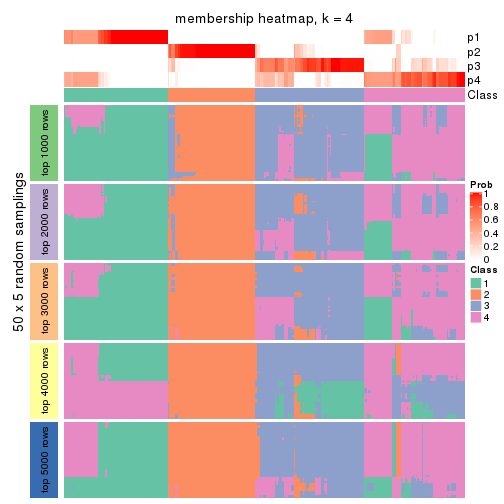 membership heatmap, k = 4
p1
p2
p3
p4
Class
50 x 5 random samplings
top 1000 rows
top 2000 rows
top 3000 rows
top 4000 rows
top 5000 rows
Prob
1
0.8
0.6
0.4
0.2
0
Class
1
2
3
4